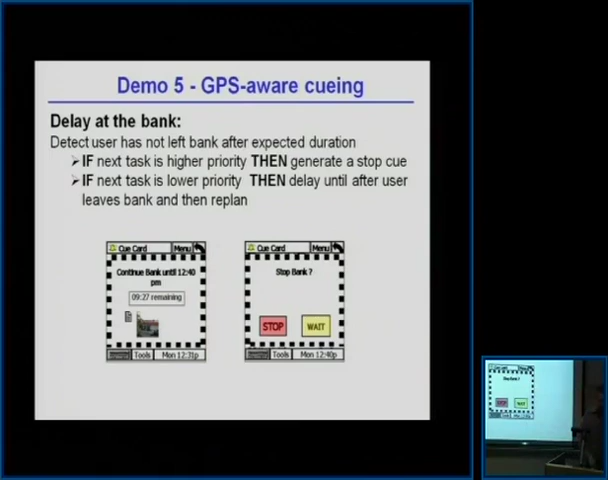 Demo 5 - GPS-aware cueing
Delay at the bank:
Detect user has not left bank after expected duration
➢IF next task is higher priority THEN generate a stop cue
➢IF next task is lower priority THEN delay until after user
leaves bank and then replan
Cue Card Menu
Continue Bank until 12:40
pm
09:27 remaining
Tools Mon 12:31p
Cue Card Menu
Stop Bank ?
STOP WAIT
Tools Mon 12:40p